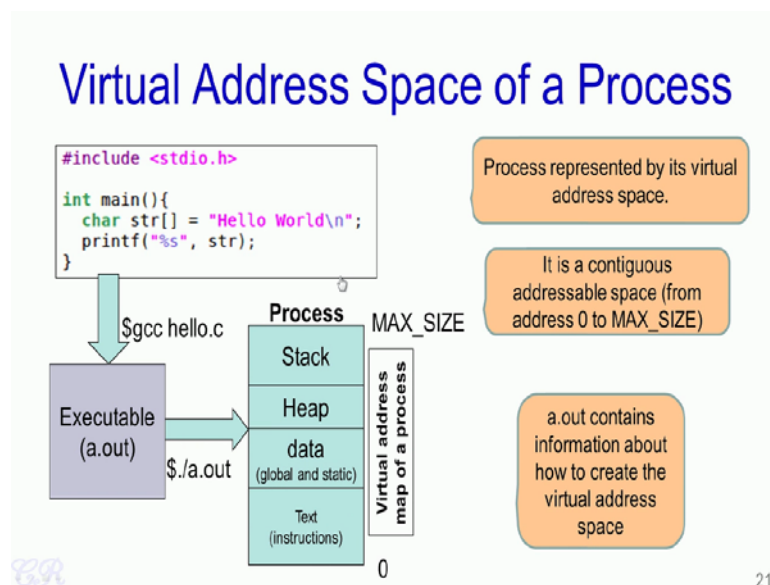 Virtual Address Space of a Process
#include <stdio.h>
int main(){
char str[] = "Hello World\n";
printf("%s", str);
}
$gcc hello.c
Executable
(a.out)
$./a.out
Process
Stack
Heap
data
(global and static)
Text
(instructions)
MAX_SIZE
Virtual address
map of a process
0
Process represented by its virtual
address space.
It is a contiguous
addressable space (from
address 0 to MAX_SIZE)
a.out contains
information about
how to create the
virtual address
space
CR